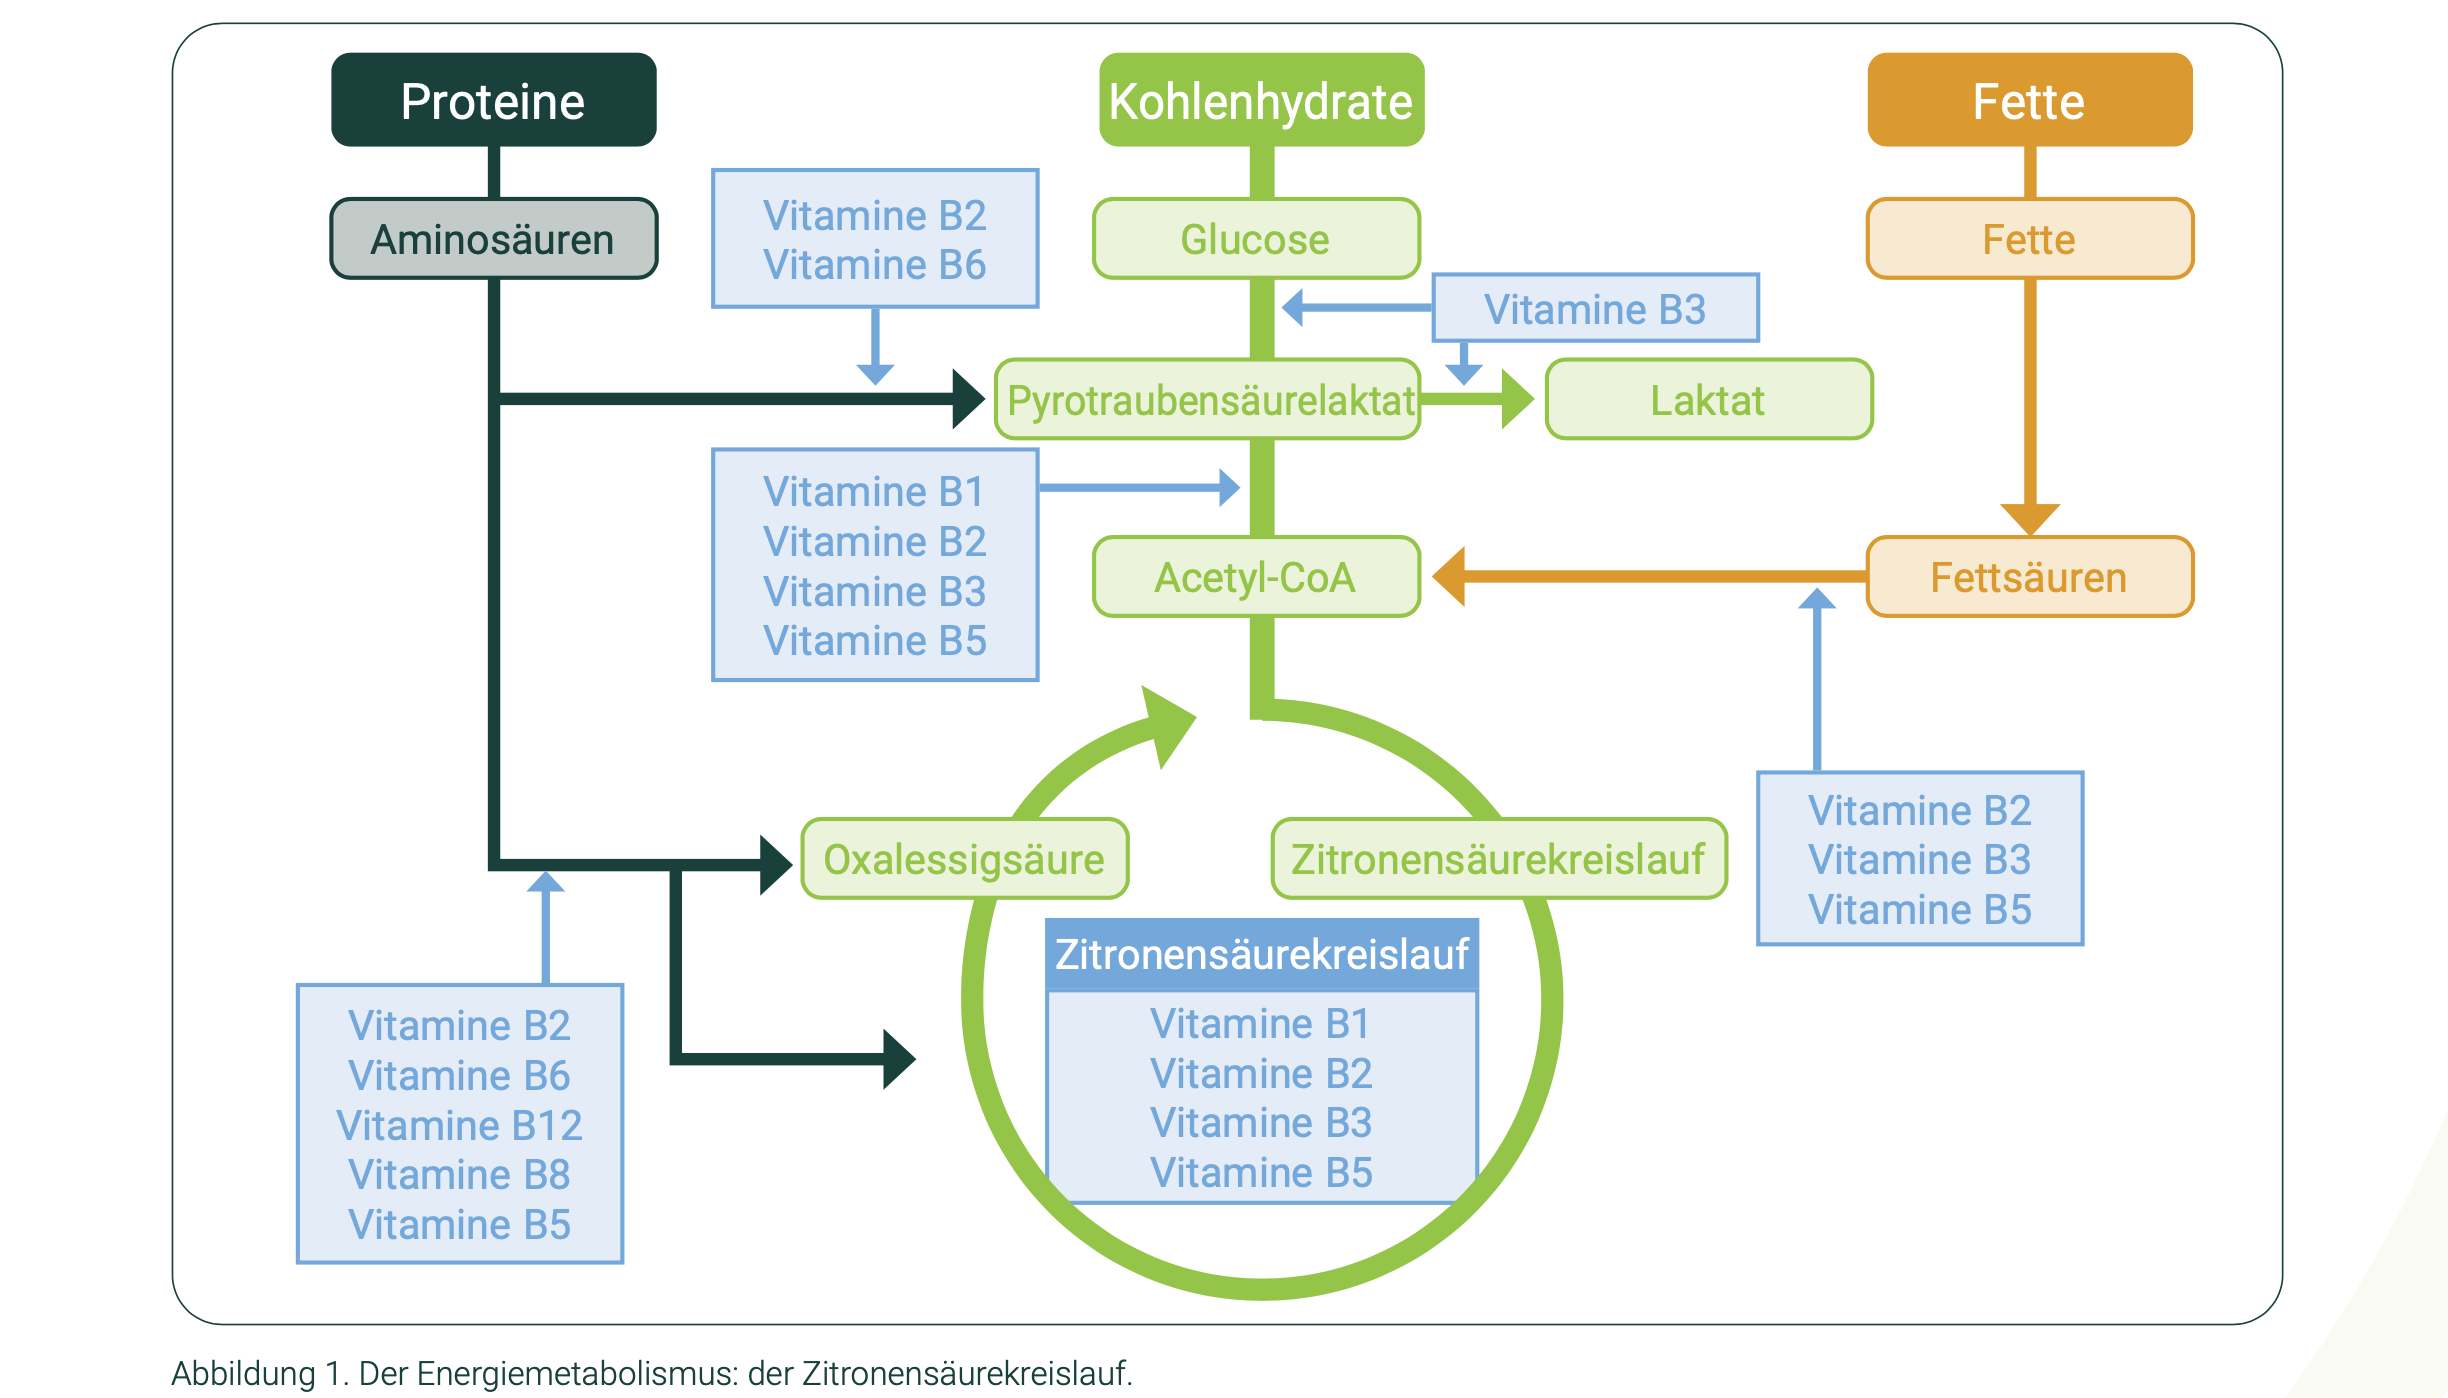 Proteine
Kohlenhydrate
Fette
Aminosäuren
Vitamine B2
Vitamine B6
Glucose
Fette
Vitamine B3
Pyrotraubensäurelaktat
Laktat
Vitamine B1
Vitamine B2
Vitamine B3
Vitamine B5
Acetyl-CoA
Fettsäuren
Oxalessigsäure
Zitronensäurekreislauf
Vitamine B2
Vitamine B3
Vitamine B5
Zitronensäurekreislauf
Vitamine B1
Vitamine B2
Vitamine B3
Vitamine B5
Vitamine B2
Vitamine B6
Vitamine B12
Vitamine B8
Vitamine B5
Abbildung 1. Der Energiemetabolismus: der Zitronensäurekreislauf.